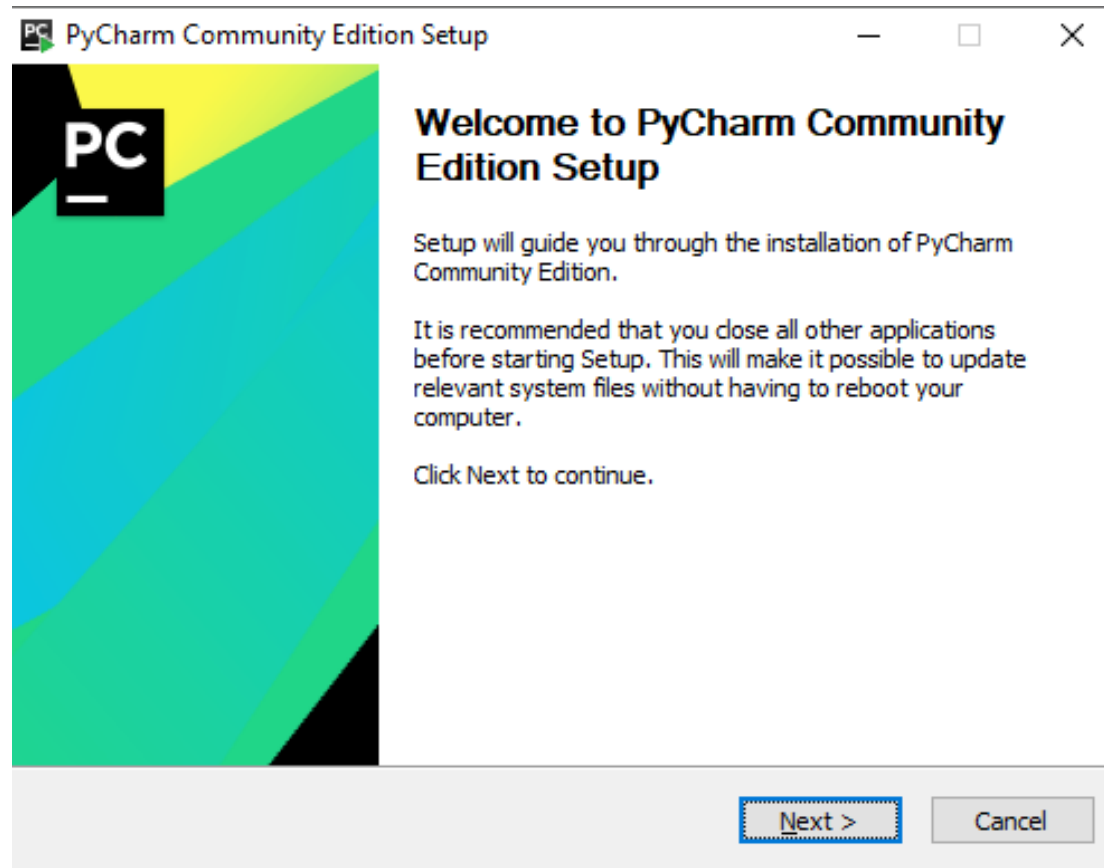 PyCharm Community Edition Setup
PC
Welcome to PyCharm Community
Edition Setup
Setup will guide you through the installation of PyCharm
Community Edition.
It is recommended that you close all other applications
before starting Setup. This will make it possible to update
relevant system files without having to reboot your
computer.
Click Next to continue.
Next >
Cancel